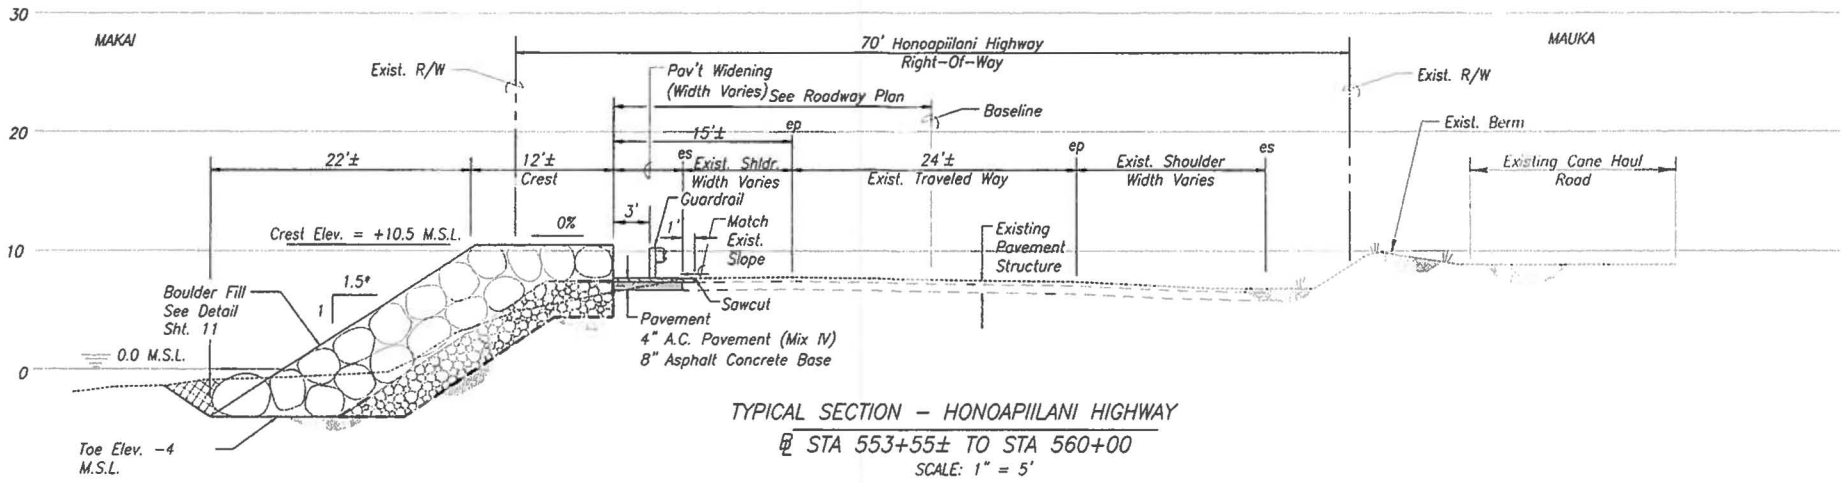 30
MAKAI
70' Honoapiilani Highway
Right-Of-Way
MAUKA
Exist. R/W
Pav't Widening
(Width Varies)
See Roadway Plan
Baseline
Exist. R/W
Exist. Berm
20
15'±
ep
22'±
12'±
Crest
es
Exist. Shldr.
Width Varies
24'±
Exist. Traveled Way
ep
Exist. Shoulder
Width Varies
es
Existing Cane Haul
Road
Guardrail
3'
1'
Match
Exist.
Slope
0%
Crest Elev. = +10.5 M.S.L.
Existing
Pavement
Structure
10
1.5*
1
Boulder Fill
See Detail
Sht. 11
Sawcut
Pavement
4" A.C. Pavement (Mix IV)
8" Asphalt Concrete Base
0.0 M.S.L.
0
Toe Elev. -4
M.S.L.
TYPICAL SECTION - HONOAPIILANI HIGHWAY
STA 553+55± TO STA 560+00
SCALE: 1" = 5'